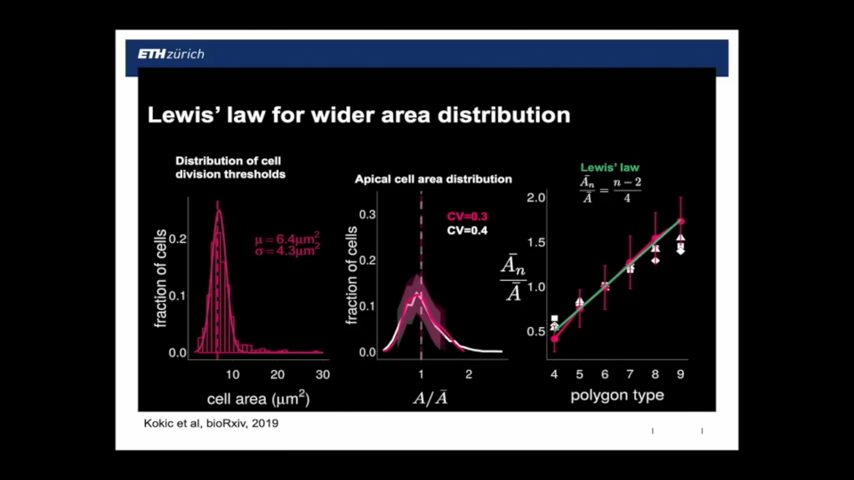 ETHzürich
Lewis' law for wider area distribution
Distribution of cell
division thresholds
μ = 6.4μm²
σ = 4.3μm²
fraction of cells
0.2
0.1
0.0
10 20 30
cell area (μm²)
Apical cell area distribution
CV=0.3
CV=0.4
fraction of cells
0.3
0.2
0.1
0.0
1 2
A/Ā
Lewis' law
Āₙ/Ā = (n−2)/4
Āₙ/Ā
2.0
1.5
1.0
0.5
4 5 6 7 8 9
polygon type
Kokic et al, bioRxiv, 2019